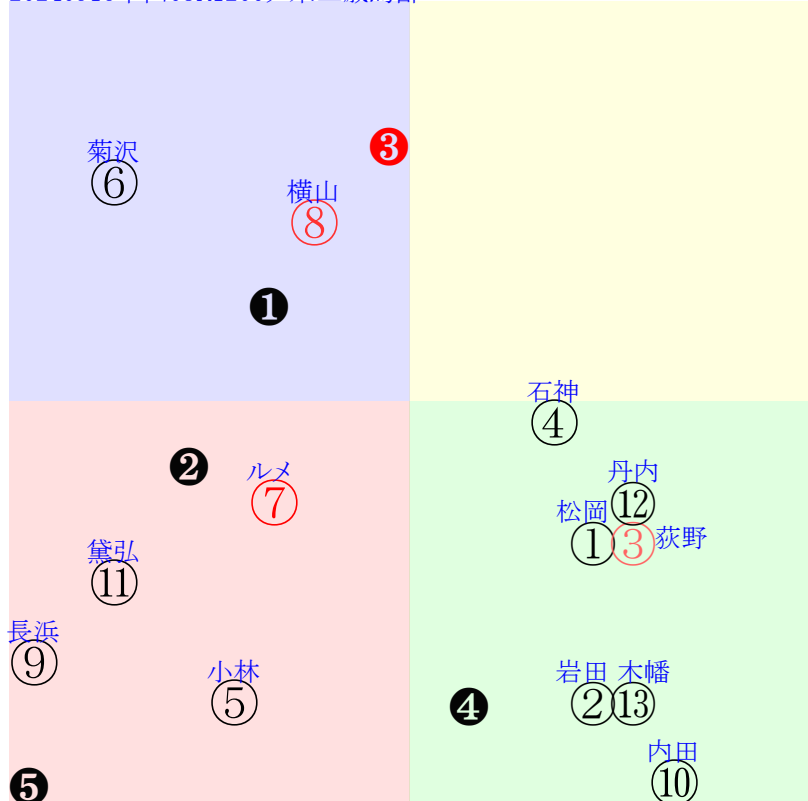 ❸
菊沢
⑥
横山
⑧
❶
石神
④
❷
ルメ
⑦
丹内
⑫
松岡
①
③
荻野
黛弘
⑪
長浜
⑨
小林
⑤
岩田
②
木幡
⑬
❹
内田
⑩
❺